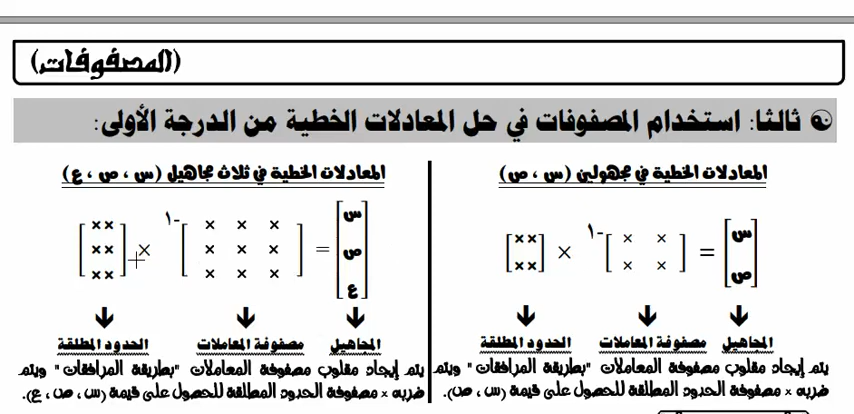 (المصفوفات)
ثالثا: استخدام المصفوفات في حل المعادلات الخطية من الدرجة الأولى:
المعادلات الخطية في مجهولين (س ، ص)
[س ص] = [× × × ×]⁻¹ × [×× ××]
المجاهيل مصفوفة المعاملات الحدود المطلقة
يتم إيجاد مقلوب مصفوفة المعاملات "بطريقة المرافقات" ويتم
ضربه × مصفوفة الحدود المطلقة للحصول على قيمة (س ، ص).
المعادلات الخطية في ثلاث مجاهيل (س ، ص ، ع)
[س ص ع] = [× × × × × × × × ×]⁻¹ × [×× ×× ××]
المجاهيل مصفوفة المعاملات الحدود المطلقة
يتم إيجاد مقلوب مصفوفة المعاملات "بطريقة المرافقات" ويتم
ضربه × مصفوفة الحدود المطلقة للحصول على قيمة (س ، ص ، ع).